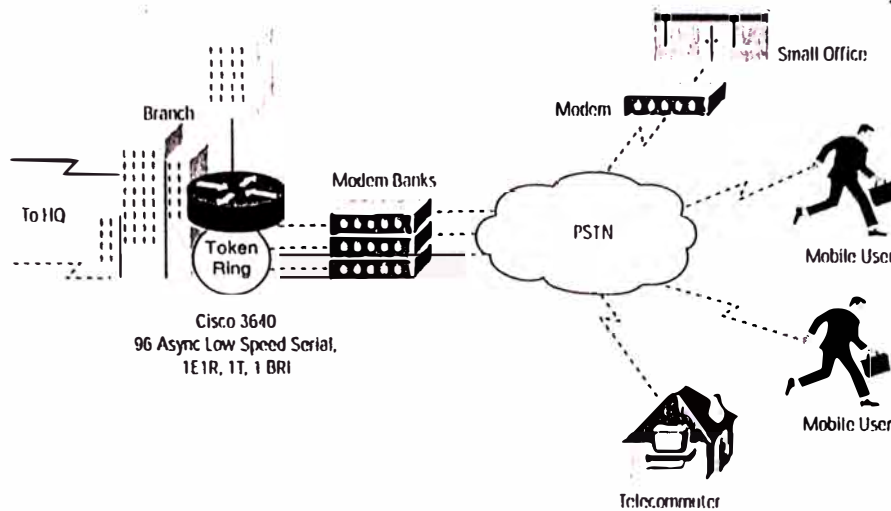 Small Office
Branch
Modem
Modem Banks
To HQ
PSTN
Token
Ring
Mobile User
Cisco 3640
96 Async Low Speed Serial,
1E1R, 1T, 1 BRI
Mobile User
Telecommuter